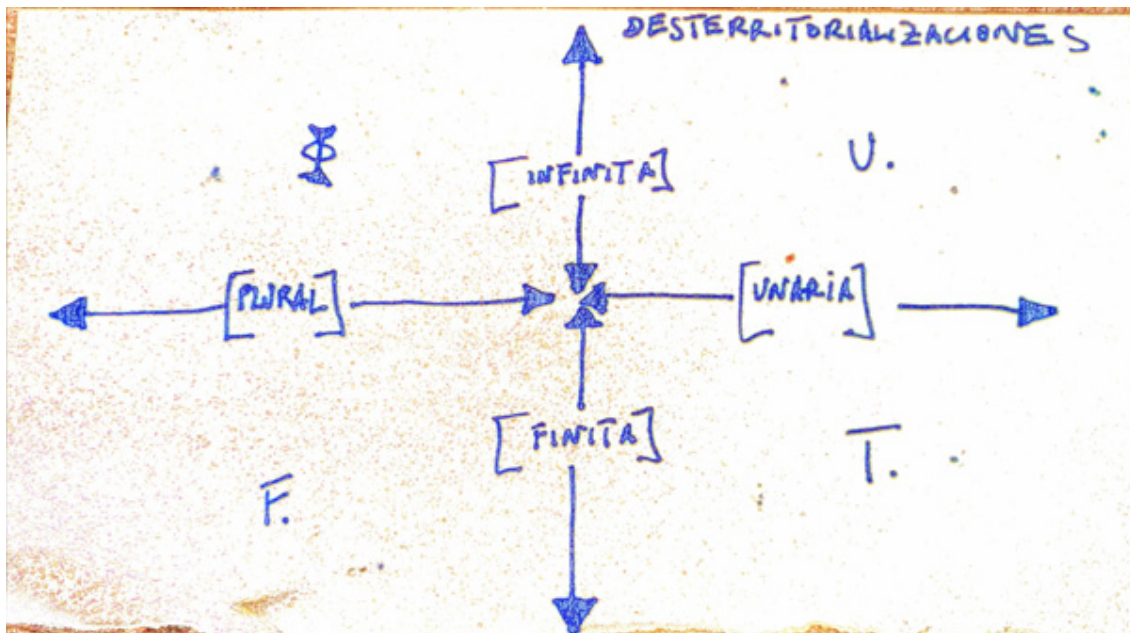 DESTERRITORIALIZACIONES
Φ
U.
[INFINITA]
[PLURAL]
[UNARIA]
[FINITA]
F.
T.